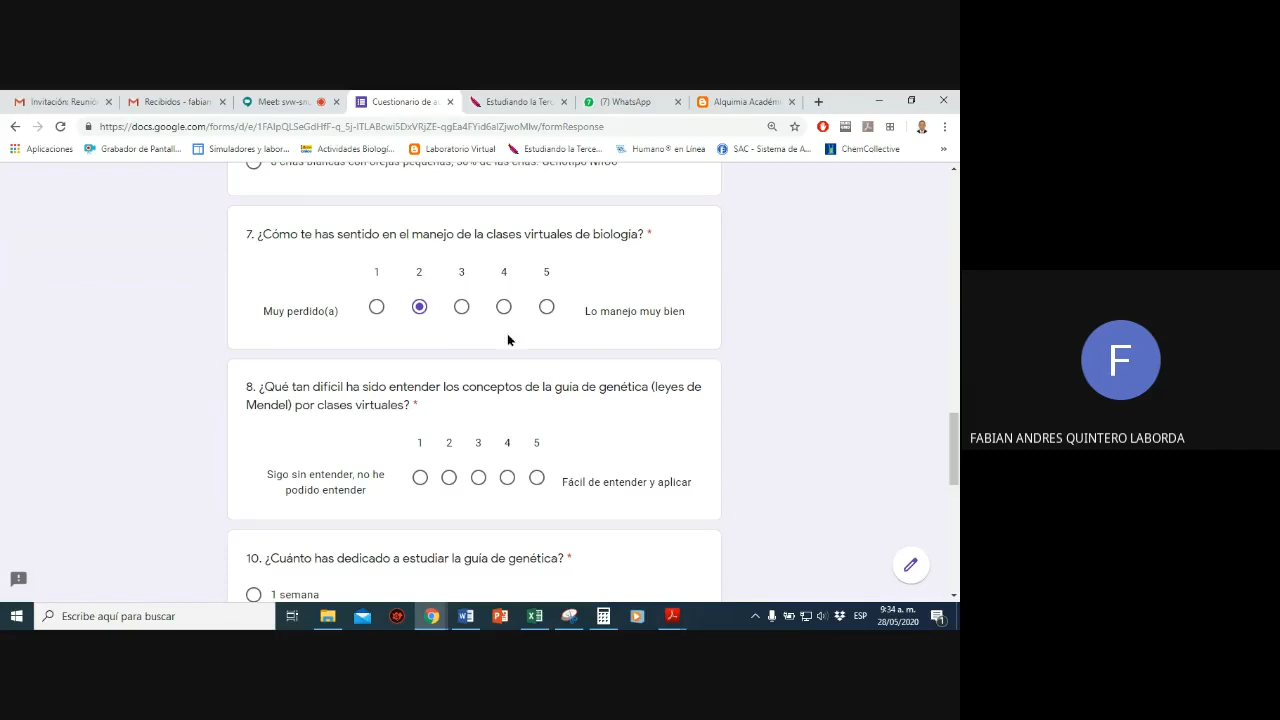 Invitación: Reunió
Recibidos - fabian
Meet: svw-snu
Cuestionario de au
Estudiando la Terc
(7) WhatsApp
Alquimia Académ
https://docs.google.com/forms/d/e/1FAIpQLSeGdHfF-q_5j-ITLABcwi5DxVRjZE-qgEa4FYid6alZjwoMlw/formResponse
Aplicaciones
Grabador de Pantall...
Simuladores y labor...
Actividades Biologí...
Laboratorio Virtual
Estudiando la Terce...
Humano® en Línea
SAC - Sistema de A...
ChemCollective
7. ¿Cómo te has sentido en el manejo de la clases virtuales de biología? *
1 2 3 4 5
Muy perdido(a)
Lo manejo muy bien
8. ¿Qué tan difícil ha sido entender los conceptos de la guía de genética (leyes de
Mendel) por clases virtuales? *
1 2 3 4 5
Sigo sin entender, no he
podido entender
Fácil de entender y aplicar
10. ¿Cuánto has dedicado a estudiar la guía de genética? *
1 semana
Escribe aquí para buscar
ESP
9:34 a. m.
28/05/2020
1
F
FABIAN ANDRES QUINTERO LABORDA